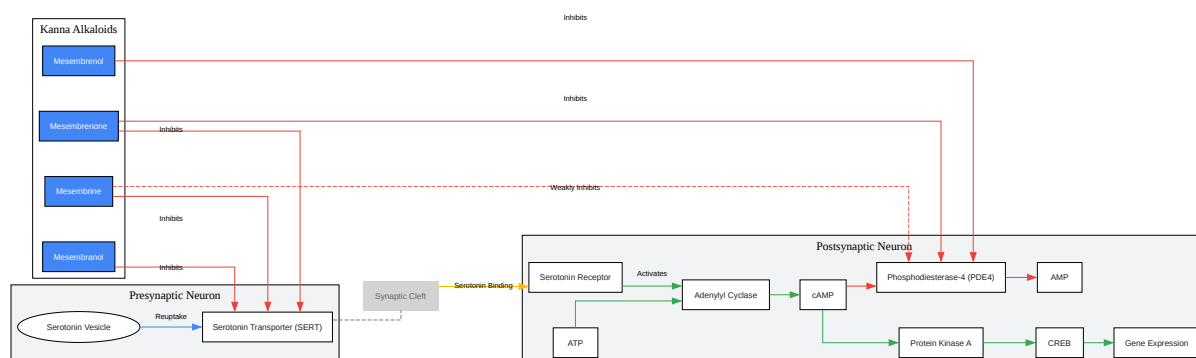 Inhibits
Kanna Alkaloids
Mesembrenol
Inhibits
Mesembrenone
Inhibits
Mesembrine
Weakly Inhibits
Inhibits
Mesembranol
Inhibits
Postsynaptic Neuron
Serotonin Receptor
Activates
Phosphodiesterase-4 (PDE4)
AMP
Presynaptic Neuron
Synaptic Cleft
Serotonin Binding
Adenylyl Cyclase
cAMP
Serotonin Vesicle
Reuptake
Serotonin Transporter (SERT)
ATP
Protein Kinase A
CREB
Gene Expression